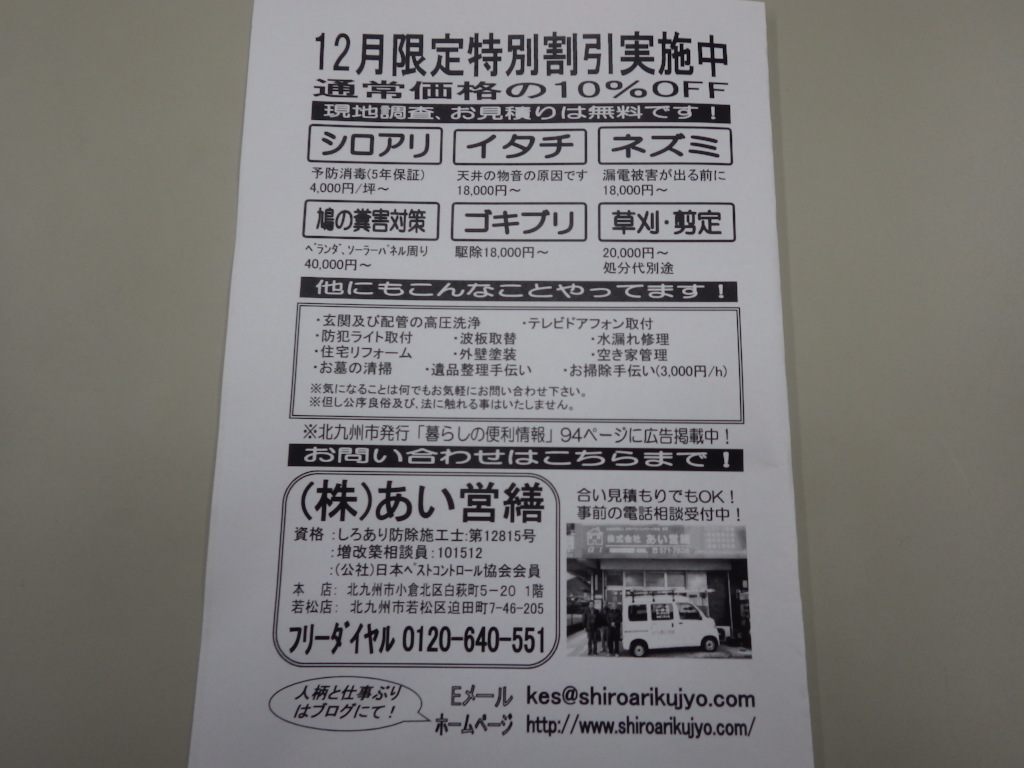 12月限定特別割引実施中
通常価格の10%OFF
現地調査、お見積りは無料です!
シロアリ イタチ ネズミ
予防消毒(5年保証) 天井の物音の原因です 漏電被害が出る前に
4,000円/坪~ 18,000円~ 18,000円~
鳩の糞害対策 ゴキブリ 草刈・剪定
ベランダ、ソーラーパネル周り 駆除18,000円~ 20,000円~
40,000円~ 処分代別途
他にもこんなことやってます!
・玄関及び配管の高圧洗浄 ・テレビドアフォン取付
・防犯ライト取付 ・波板取替 ・水漏れ修理
・住宅リフォーム ・外壁塗装 ・空き家管理
・お墓の清掃 ・遺品整理手伝い ・お掃除手伝い(3,000円/h)
※気になることは何でもお気軽にお問い合わせ下さい。
※但し公序良俗及び、法に触れる事はいたしません。
※北九州市発行「暮らしの便利情報」94ページに広告掲載中!
お問い合わせはこちらまで!
(株)あい営繕
資格 :しろあり防除施工士:第12815号
:増改築相談員:101512
:(公社)日本ペストコントロール協会会員
本 店: 北九州市小倉北区白萩町5-20 1階
若松店: 北九州市若松区迫田町7-46-205
フリーダイヤル 0120-640-551
合い見積もりでもOK!
事前の電話相談受付中!
株式会社 あい営繕
人柄と仕事ぶり
はブログにて!
Eメール kes@shiroarikujyo.com
ホームページ http://www.shiroarikujyo.com/